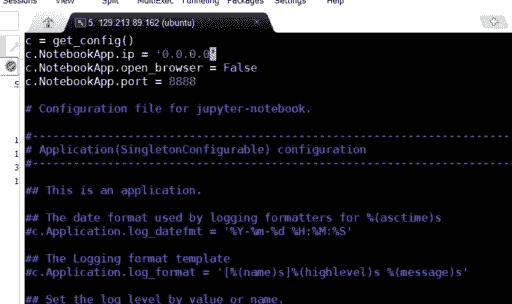 Sessions View Split MultiExec Tunneling Packages Settings Help
5. 129.213.89.162 (ubuntu)
c = get_config()
c.NotebookApp.ip = '0.0.0.0'
c.NotebookApp.open_browser = False
c.NotebookApp.port = 8888
# Configuration file for jupyter-notebook.
#------------------------------------------------------------------------------
# Application(SingletonConfigurable) configuration
#------------------------------------------------------------------------------
## This is an application.
## The date format used by logging formatters for %(asctime)s
#c.Application.log_datefmt = '%Y-%m-%d %H:%M:%S'
## The Logging format template
#c.Application.log_format = '[%(name)s]%(highlevel)s %(message)s'
## Set the log level by value or name.